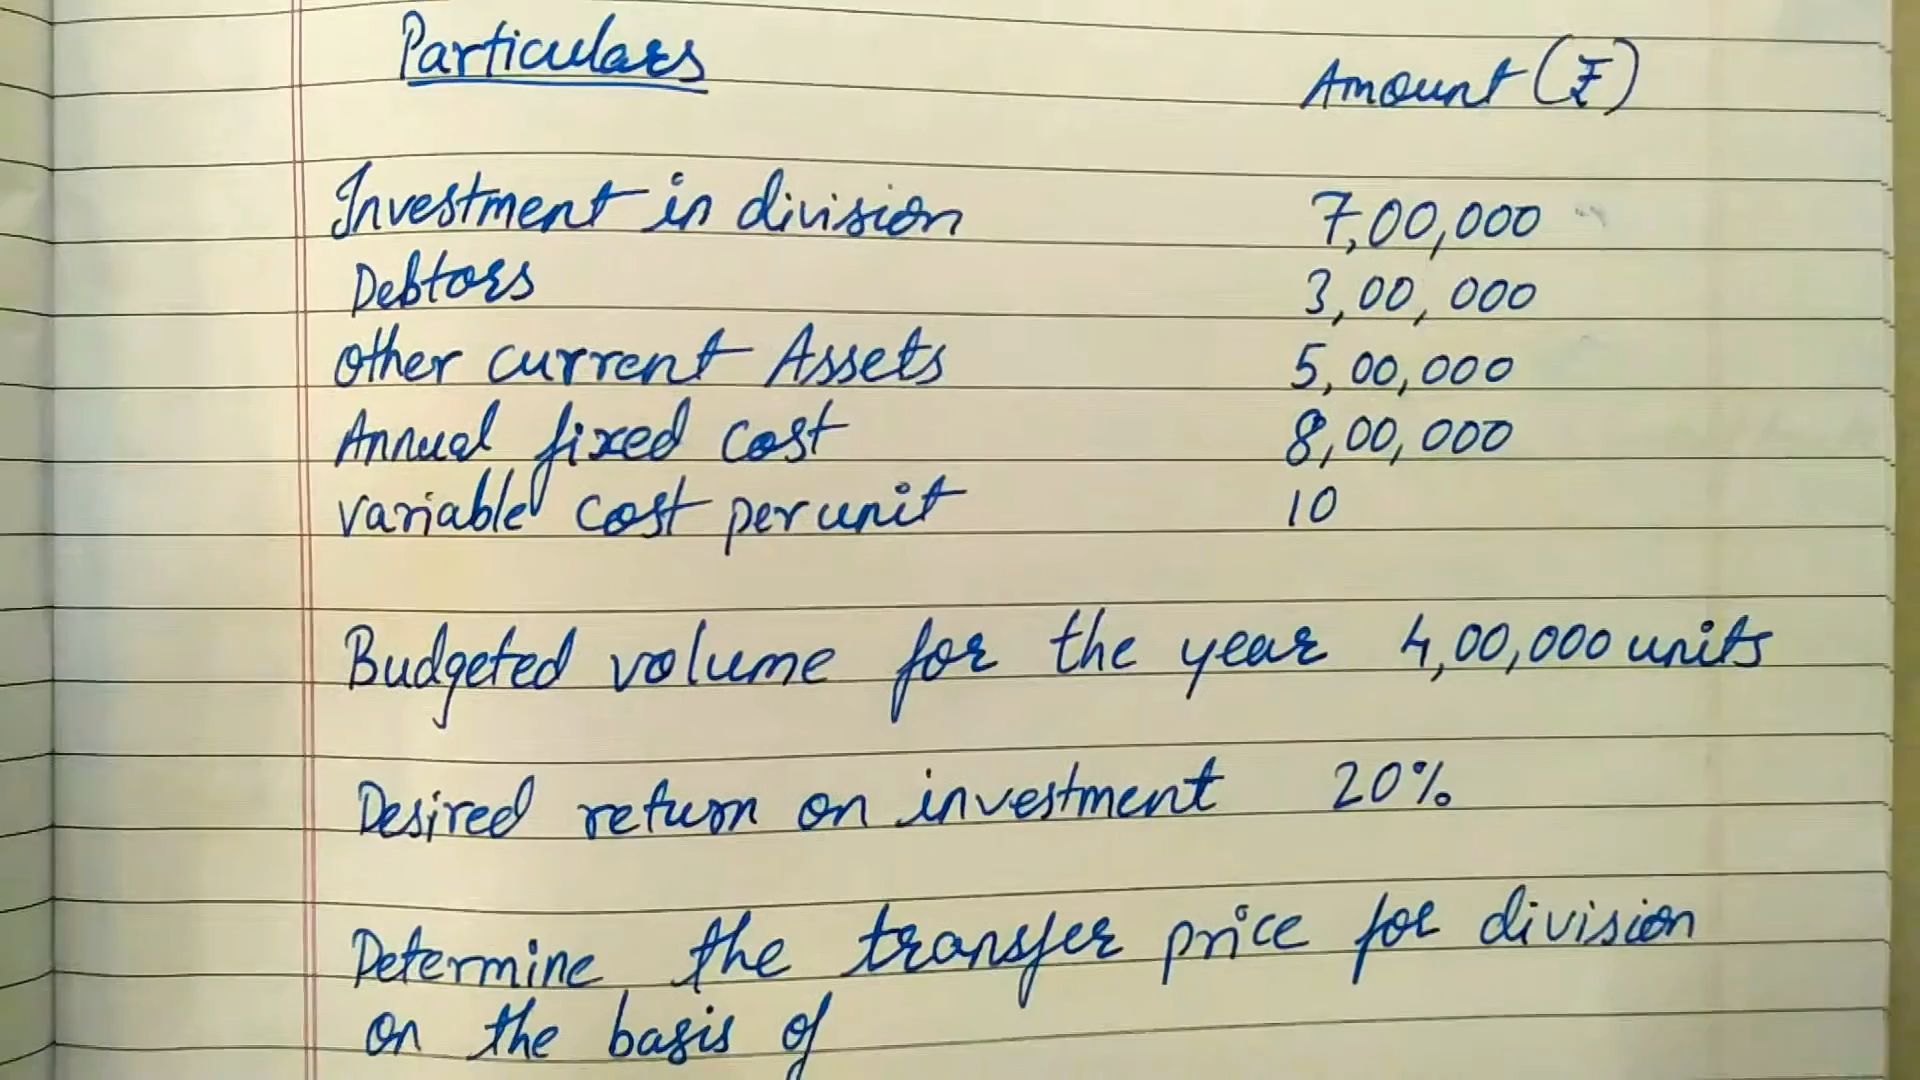 Particulars Amount (₹)
Investment in division 7,00,000
Debtors 3,00,000
Other current Assets 5,00,000
Annual fixed cost 8,00,000
variable cost per unit 10
Budgeted volume for the year 4,00,000 units
Desired return on investment 20%
Determine the transfer price for division
on the basis of